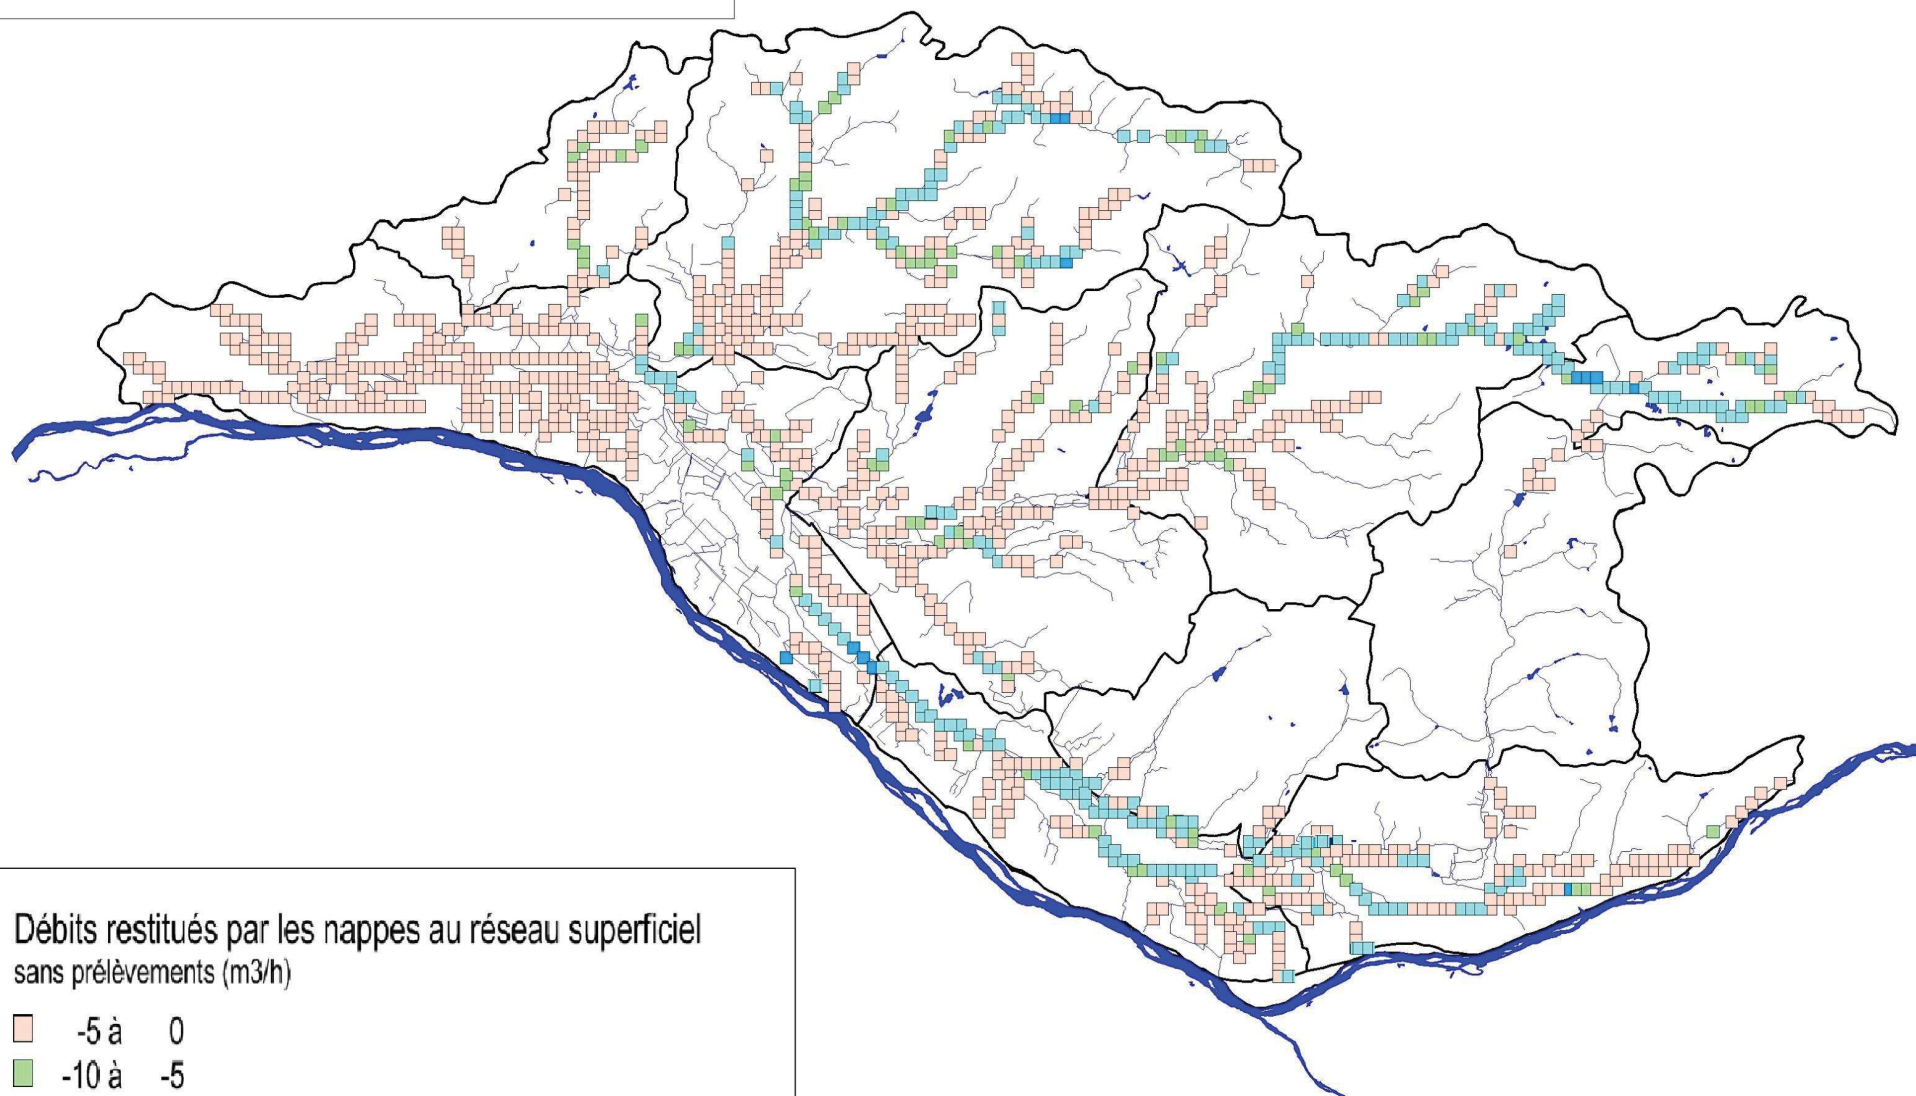 Débits restitués par les nappes au réseau superficiel
sans prélèvements (m3/h)
-5 à 0
-10 à -5